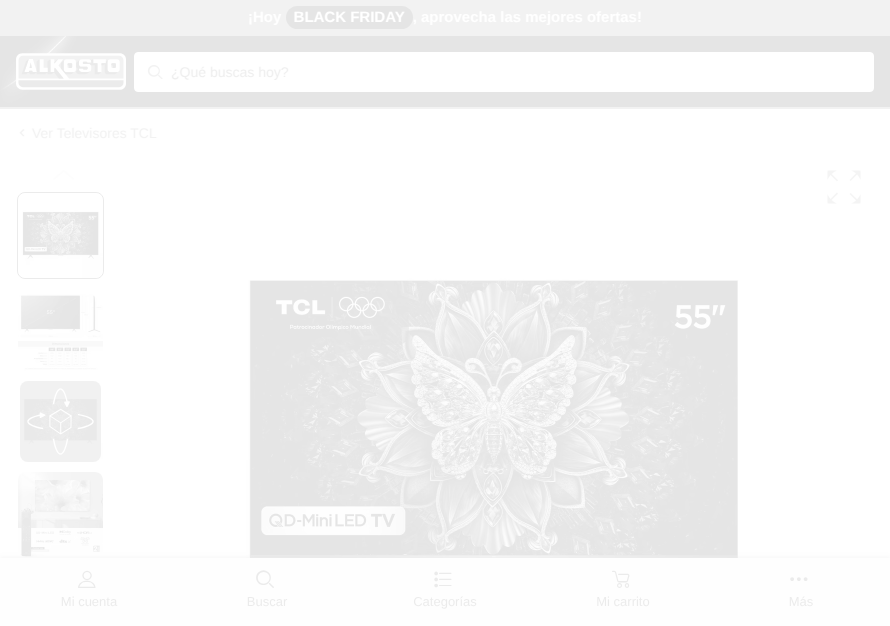 ¡Hoy BLACK FRIDAY, aprovecha las mejores ofertas!
ALKOSTO
¿Qué buscas hoy?
Ver Televisores TCL
TCL
55"
QD-Mini LED TV
Mi cuenta
Buscar
Categorías
Mi carrito
Más